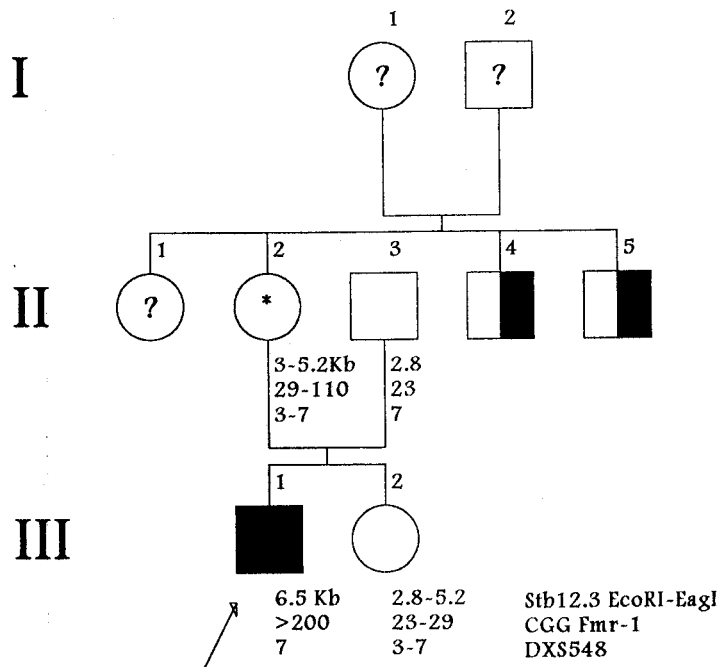 1 2
I
? ?
1 2 3 4 5
II
? *
3-5.2Kb 2.8
29-110 23
3-7 7
1 2
III
6.5 Kb 2.8-5.2 Stb12.3 EcoRI-EagI
>200 23-29 CGG Fmr-1
7 3-7 DXS548